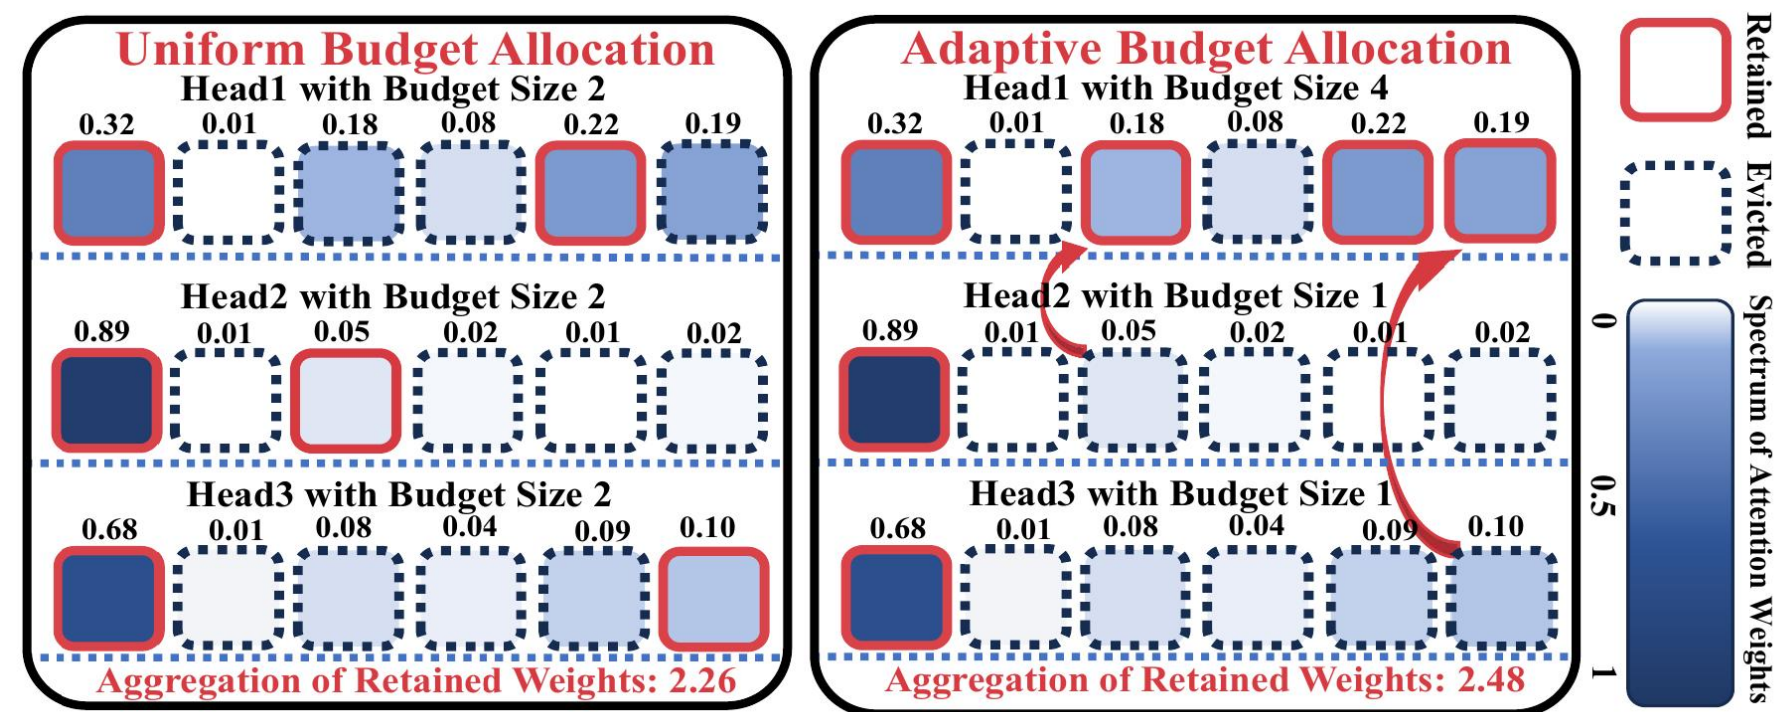 Uniform Budget Allocation
Head1 with Budget Size 2
0.32 0.01 0.18 0.08 0.22 0.19
Head2 with Budget Size 2
0.89 0.01 0.05 0.02 0.01 0.02
Head3 with Budget Size 2
0.68 0.01 0.08 0.04 0.09 0.10
Aggregation of Retained Weights: 2.26
Adaptive Budget Allocation
Head1 with Budget Size 4
0.32 0.01 0.18 0.08 0.22 0.19
Head2 with Budget Size 1
0.89 0.01 0.05 0.02 0.01 0.02
Head3 with Budget Size 1
0.68 0.01 0.08 0.04 0.09 0.10
Aggregation of Retained Weights: 2.48
Retained
Evicted
Spectrum of Attention Weights
0
0.5
1